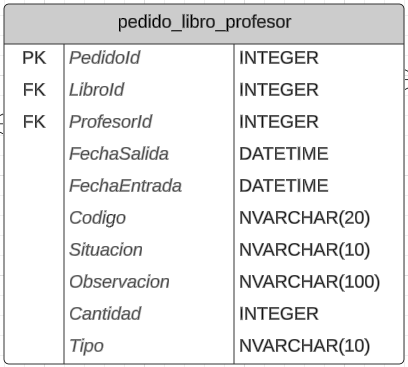 pedido_libro_profesor
PK PedidoId INTEGER
FK LibroId INTEGER
FK ProfesorId INTEGER
FechaSalida DATETIME
FechaEntrada DATETIME
Codigo NVARCHAR(20)
Situacion NVARCHAR(10)
Observacion NVARCHAR(100)
Cantidad INTEGER
Tipo NVARCHAR(10)